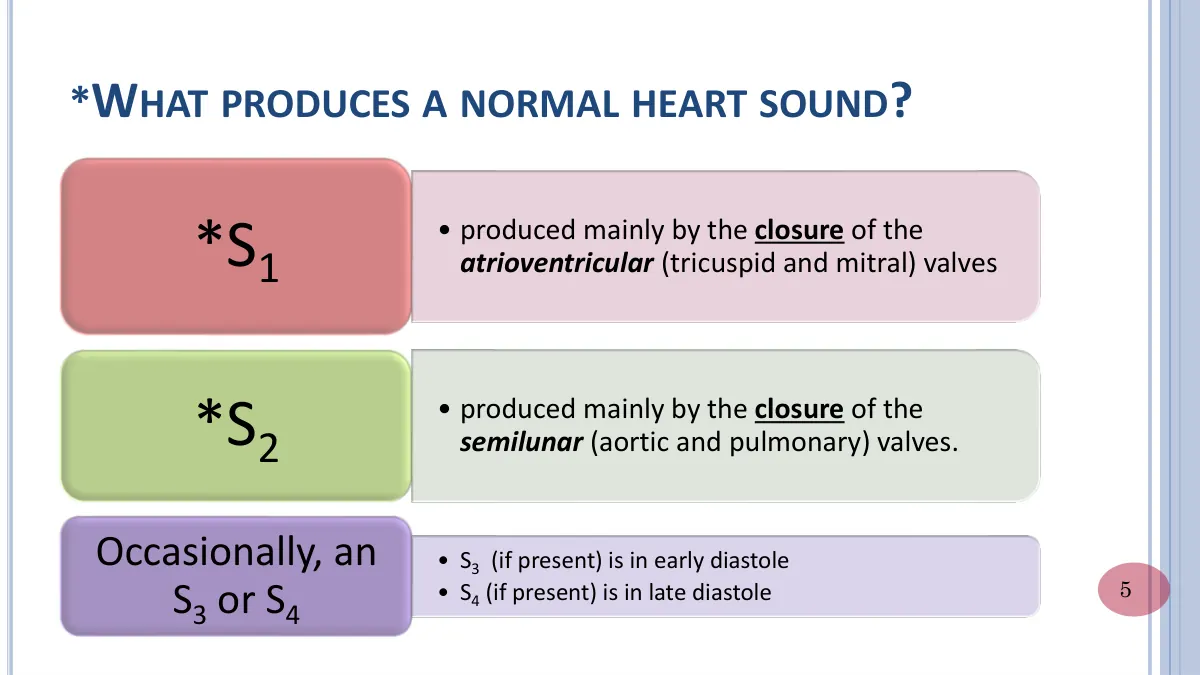 *WHAT PRODUCES A NORMAL HEART SOUND?
*S₁
• produced mainly by the closure of the
atrioventricular (tricuspid and mitral) valves
*S₂
• produced mainly by the closure of the
semilunar (aortic and pulmonary) valves.
Occasionally, an
S₃ or S₄
• S₃ (if present) is in early diastole
• S₄ (if present) is in late diastole
5